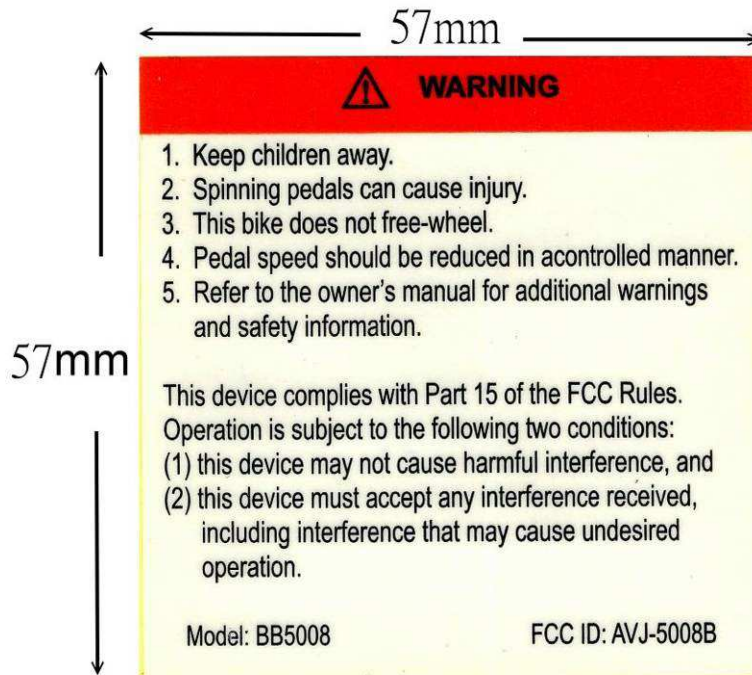 57mm
WARNING
1. Keep children away.
2. Spinning pedals can cause injury.
3. This bike does not free-wheel.
4. Pedal speed should be reduced in acontrolled manner.
5. Refer to the owner's manual for additional warnings
and safety information.
57mm
This device complies with Part 15 of the FCC Rules.
Operation is subject to the following two conditions:
(1) this device may not cause harmful interference, and
(2) this device must accept any interference received,
including interference that may cause undesired
operation.
Model: BB5008 FCC ID: AVJ-5008B